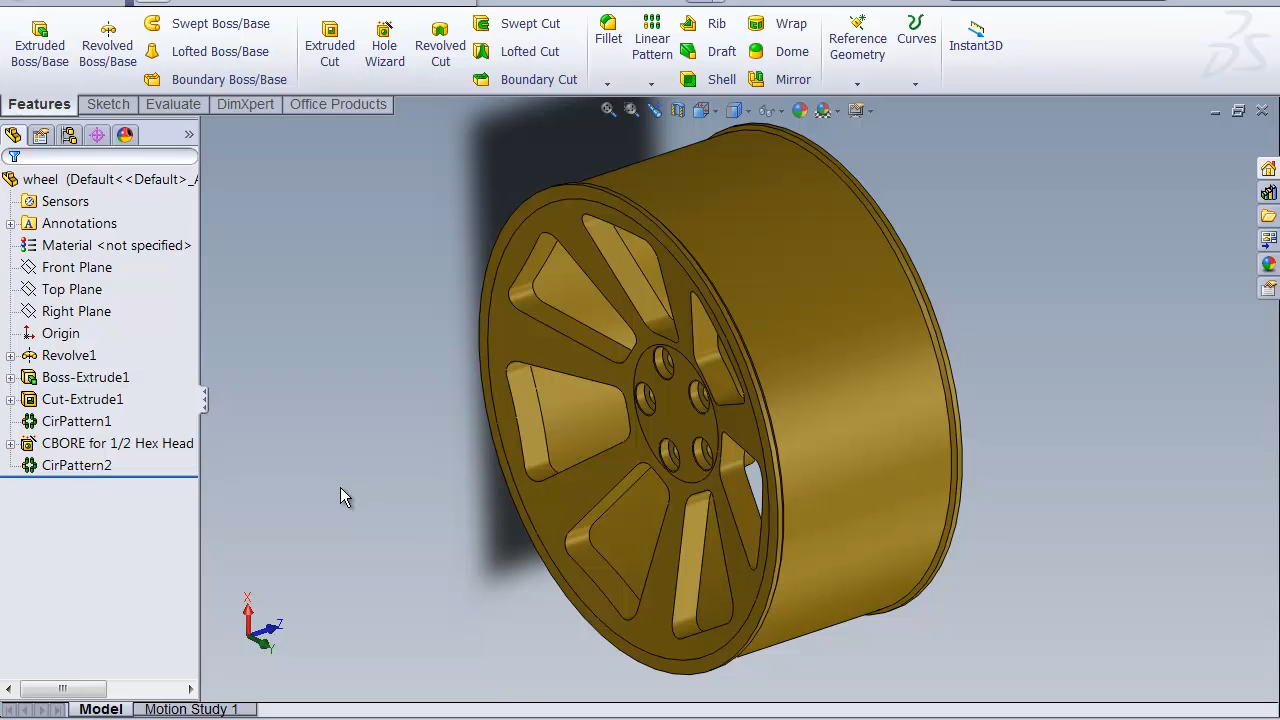 Extruded Boss/Base
Revolved Boss/Base
Swept Boss/Base
Lofted Boss/Base
Boundary Boss/Base
Extruded Cut
Hole Wizard
Revolved Cut
Swept Cut
Lofted Cut
Boundary Cut
Fillet
Linear Pattern
Rib
Draft
Shell
Wrap
Dome
Mirror
Reference Geometry
Curves
Instant3D
Features
Sketch
Evaluate
DimXpert
Office Products
wheel (Default<<Default>_
Sensors
A Annotations
Material <not specified>
Front Plane
Top Plane
Right Plane
Origin
Revolve1
Boss-Extrude1
Cut-Extrude1
CirPattern1
CBORE for 1/2 Hex Head
CirPattern2
X
Z
Y
Model
Motion Study 1